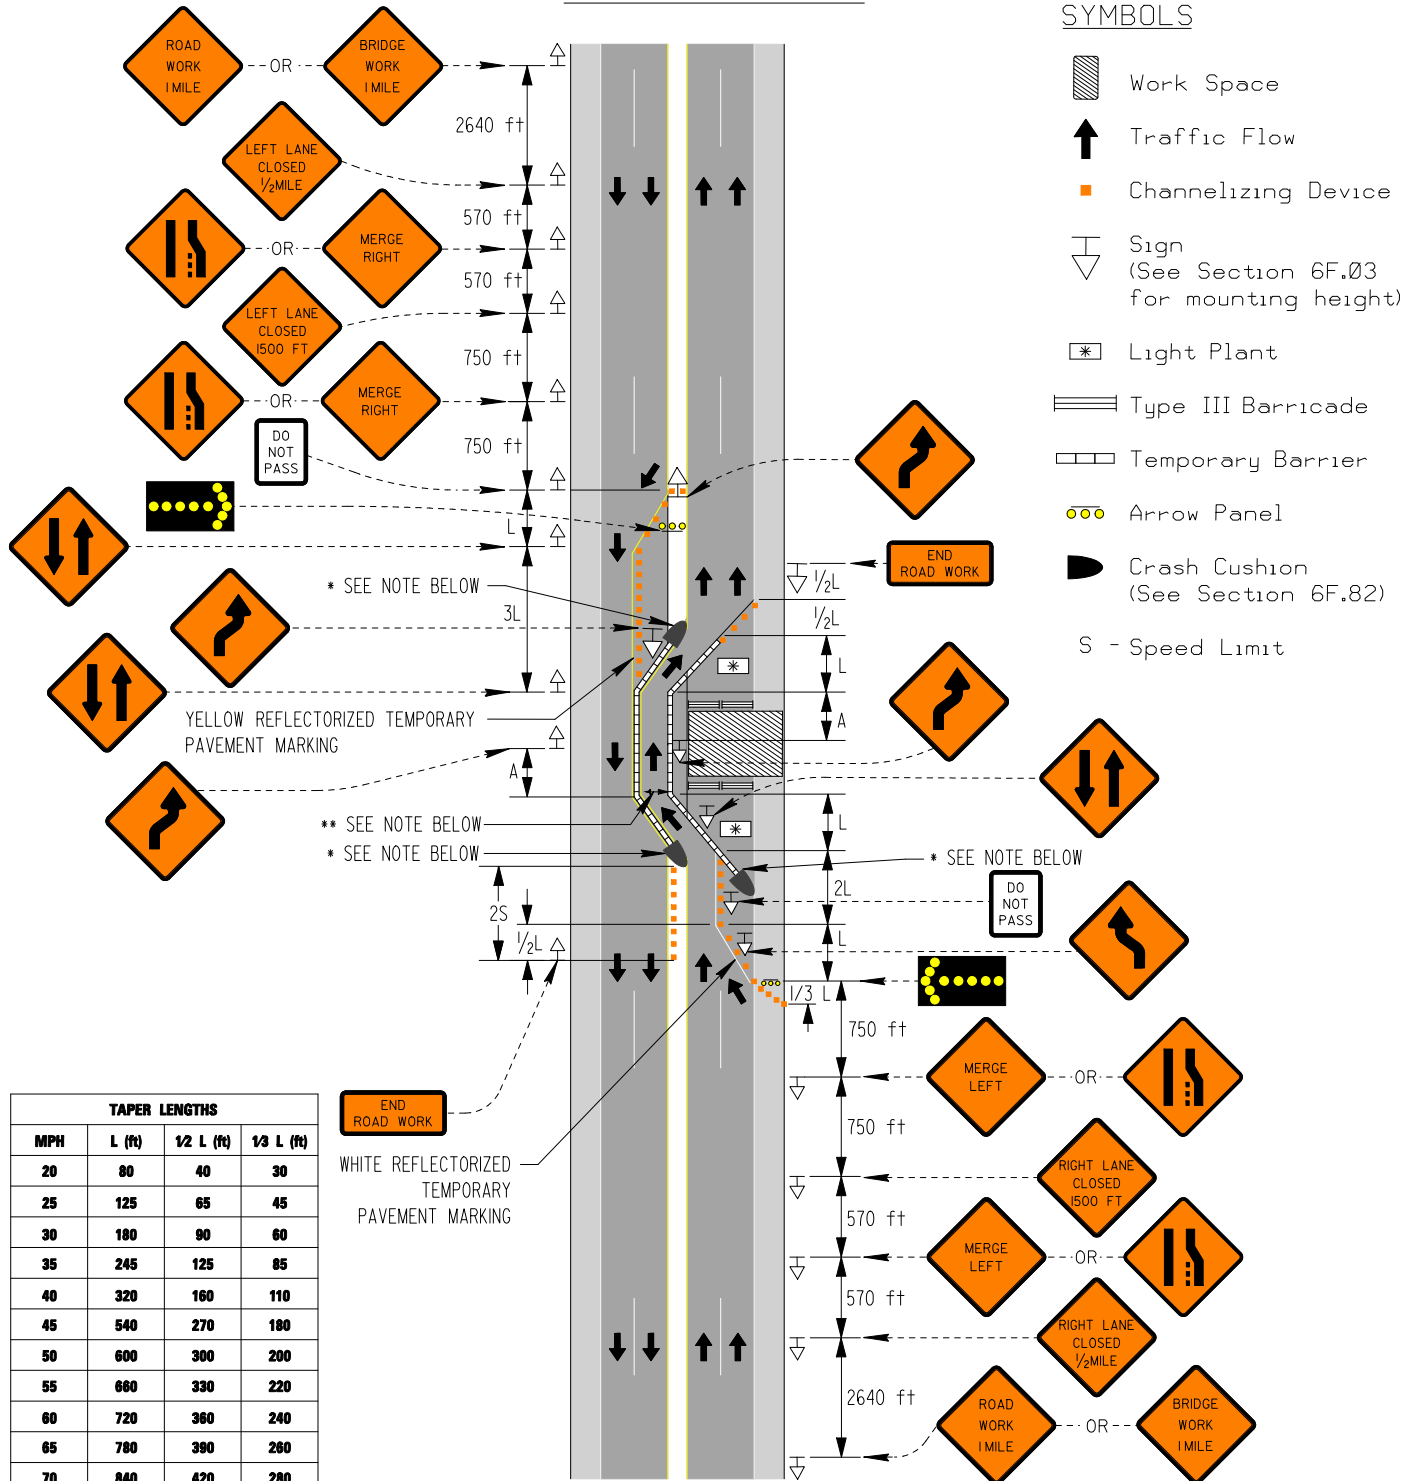 SYMBOLS
Work Space
Traffic Flow
Channelizing Device
Sign
(See Section 6F.03
for mounting height)
Light Plant
Type III Barricade
Temporary Barrier
Arrow Panel
Crash Cushion
(See Section 6F.82)
S - Speed Limit
ROAD
WORK
1 MILE
OR
BRIDGE
WORK
1 MILE
2640 ft
LEFT LANE
CLOSED
1/2 MILE
570 ft
OR
MERGE
RIGHT
570 ft
LEFT LANE
CLOSED
1500 FT
750 ft
OR
MERGE
RIGHT
750 ft
DO
NOT
PASS
L
* SEE NOTE BELOW
3L
YELLOW REFLECTORIZED TEMPORARY
PAVEMENT MARKING
A
** SEE NOTE BELOW
* SEE NOTE BELOW
2S
1/2L
END
ROAD WORK
WHITE REFLECTORIZED
TEMPORARY
PAVEMENT MARKING
END
ROAD WORK
1/2L
1/2L
L
A
L
* SEE NOTE BELOW
2L
DO
NOT
PASS
L
1/3 L
750 ft
MERGE
LEFT
OR
750 ft
RIGHT LANE
CLOSED
1500 FT
570 ft
MERGE
LEFT
OR
570 ft
RIGHT LANE
CLOSED
1/2 MILE
2640 ft
ROAD
WORK
1 MILE
OR
BRIDGE
WORK
1 MILE
TAPER LENGTHS
MPH L (ft) 1/2 L (ft) 1/3 L (ft)
20 80 40 30
25 125 65 45
30 180 90 60
35 245 125 85
40 320 160 110
45 540 270 180
50 600 300 200
55 660 330 220
60 720 360 240
65 780 390 260
70 840 420 280